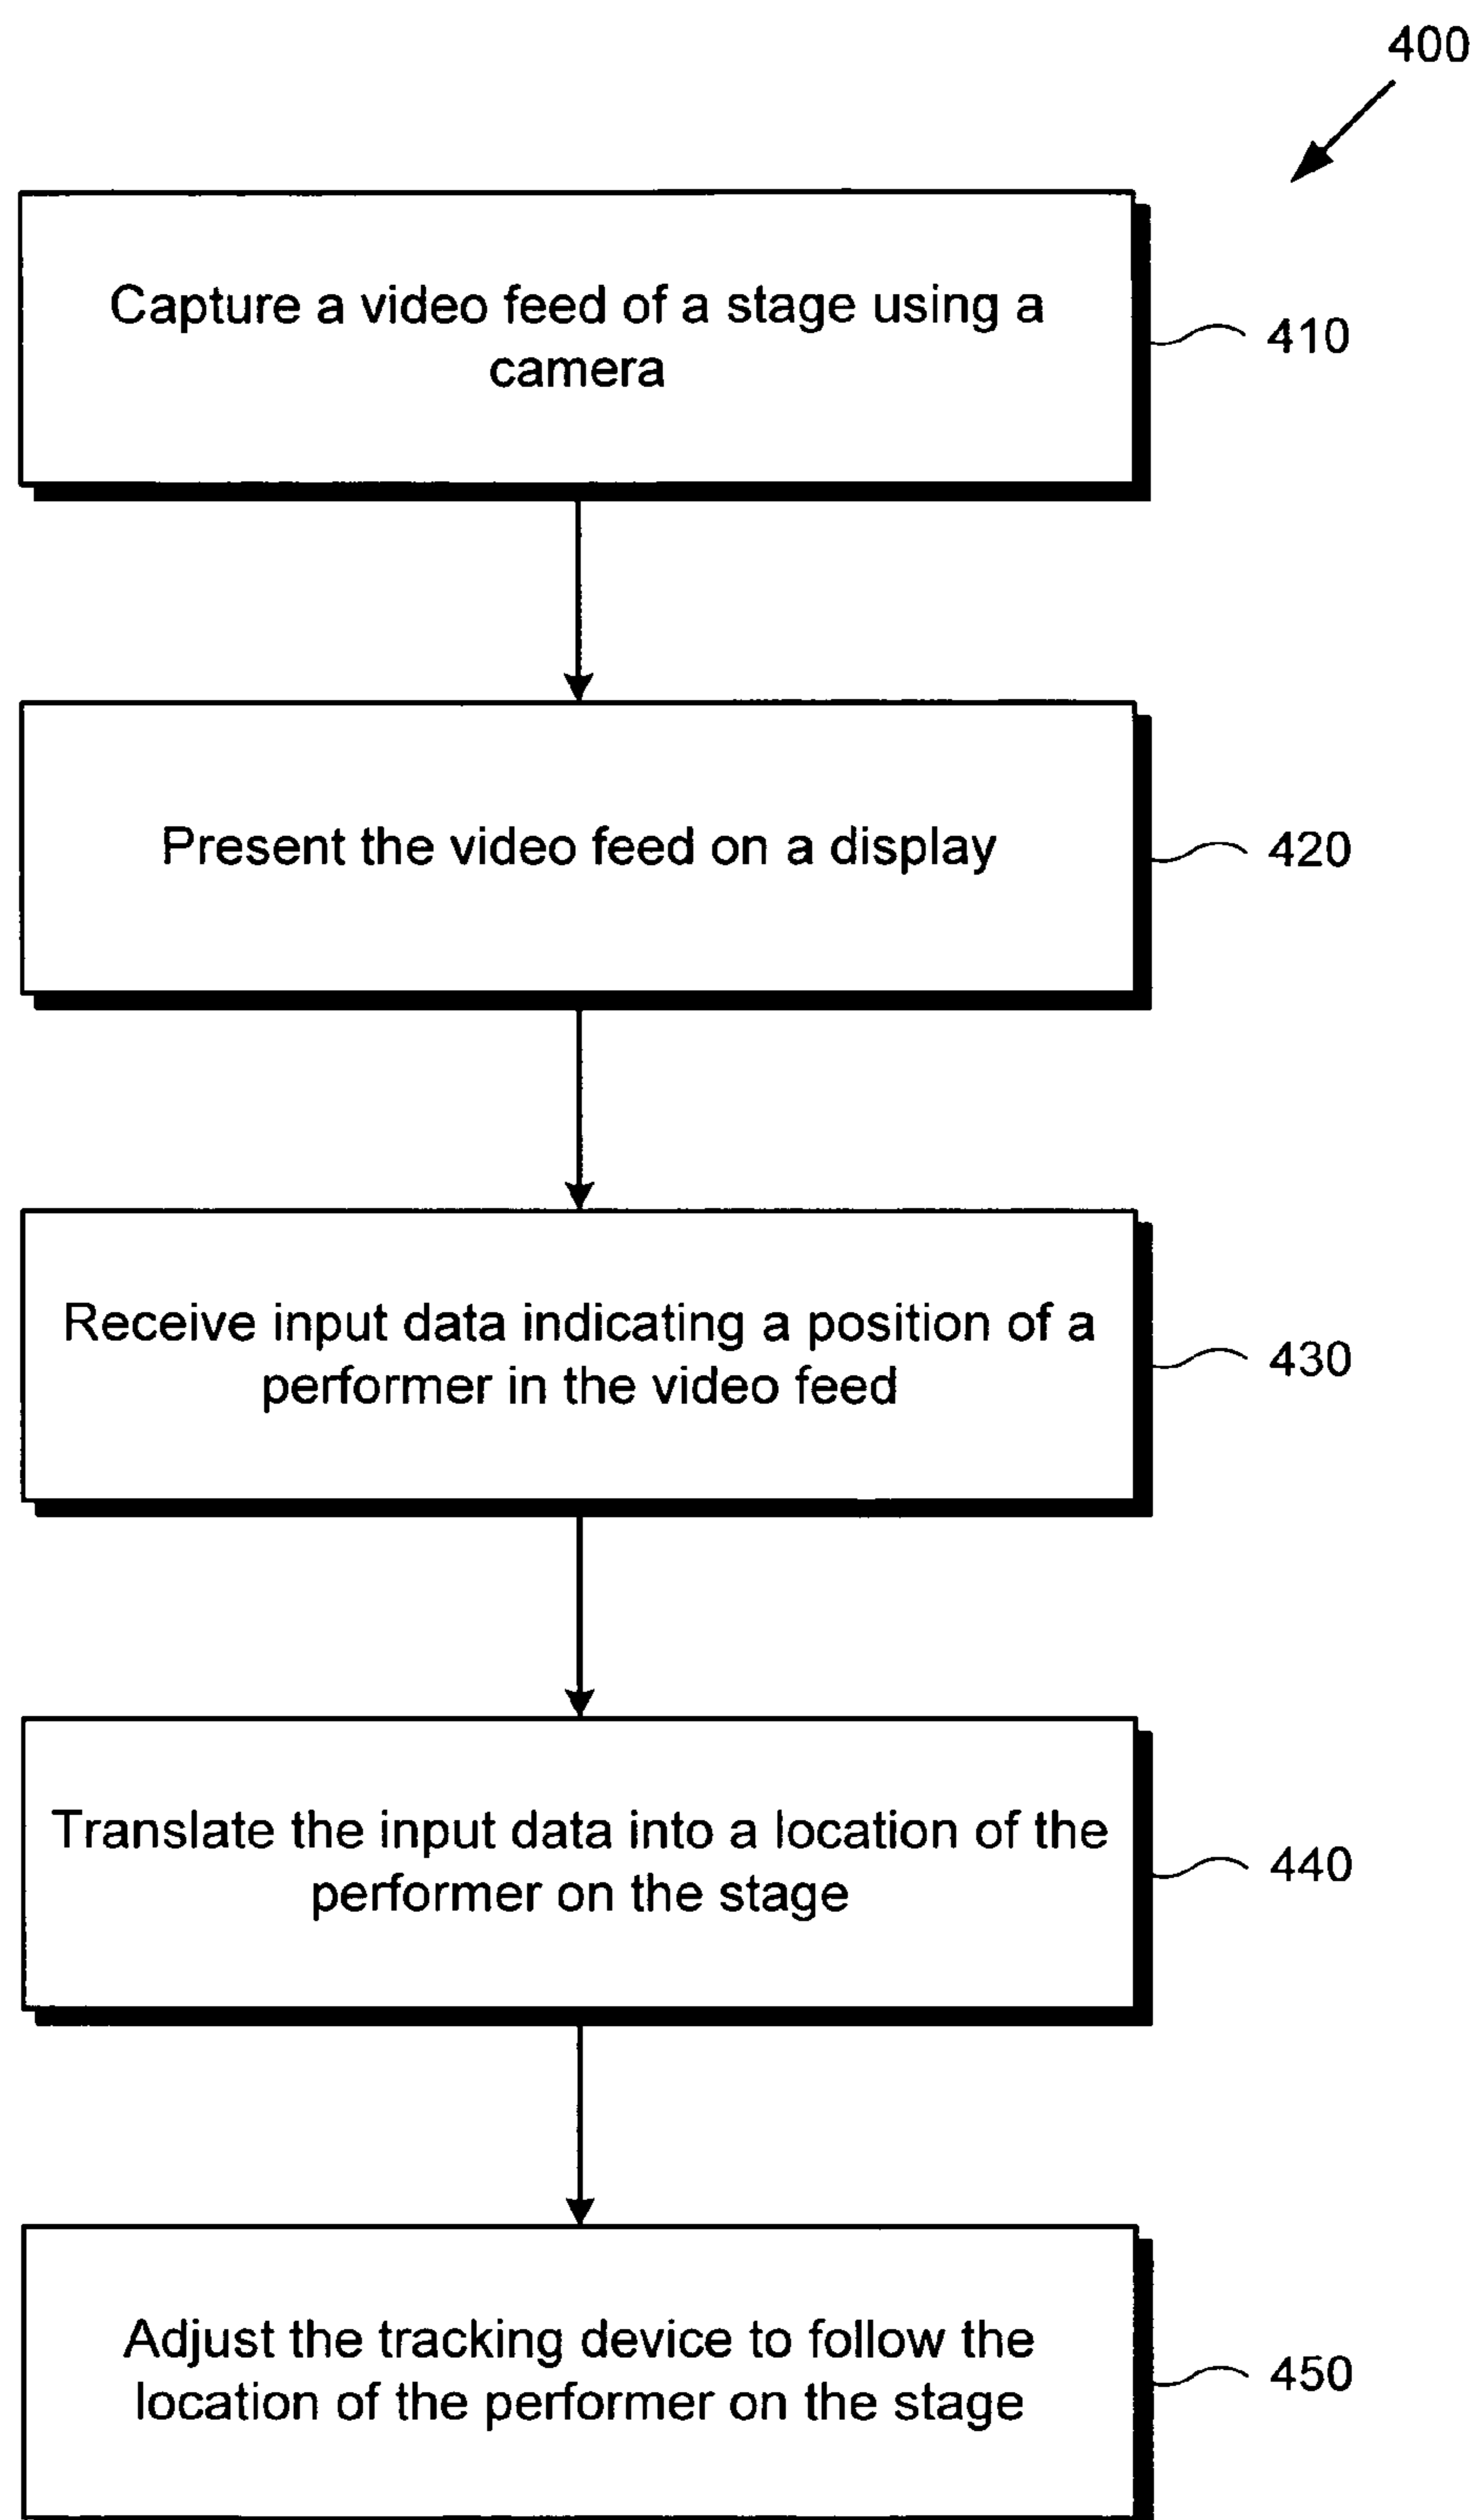 400
Capture a video feed of a stage using a
camera
410
Present the video feed on a display
420
Receive input data indicating a position of a
performer in the video feed
430
Translate the input data into a location of the
performer on the stage
440
Adjust the tracking device to follow the
location of the performer on the stage
450